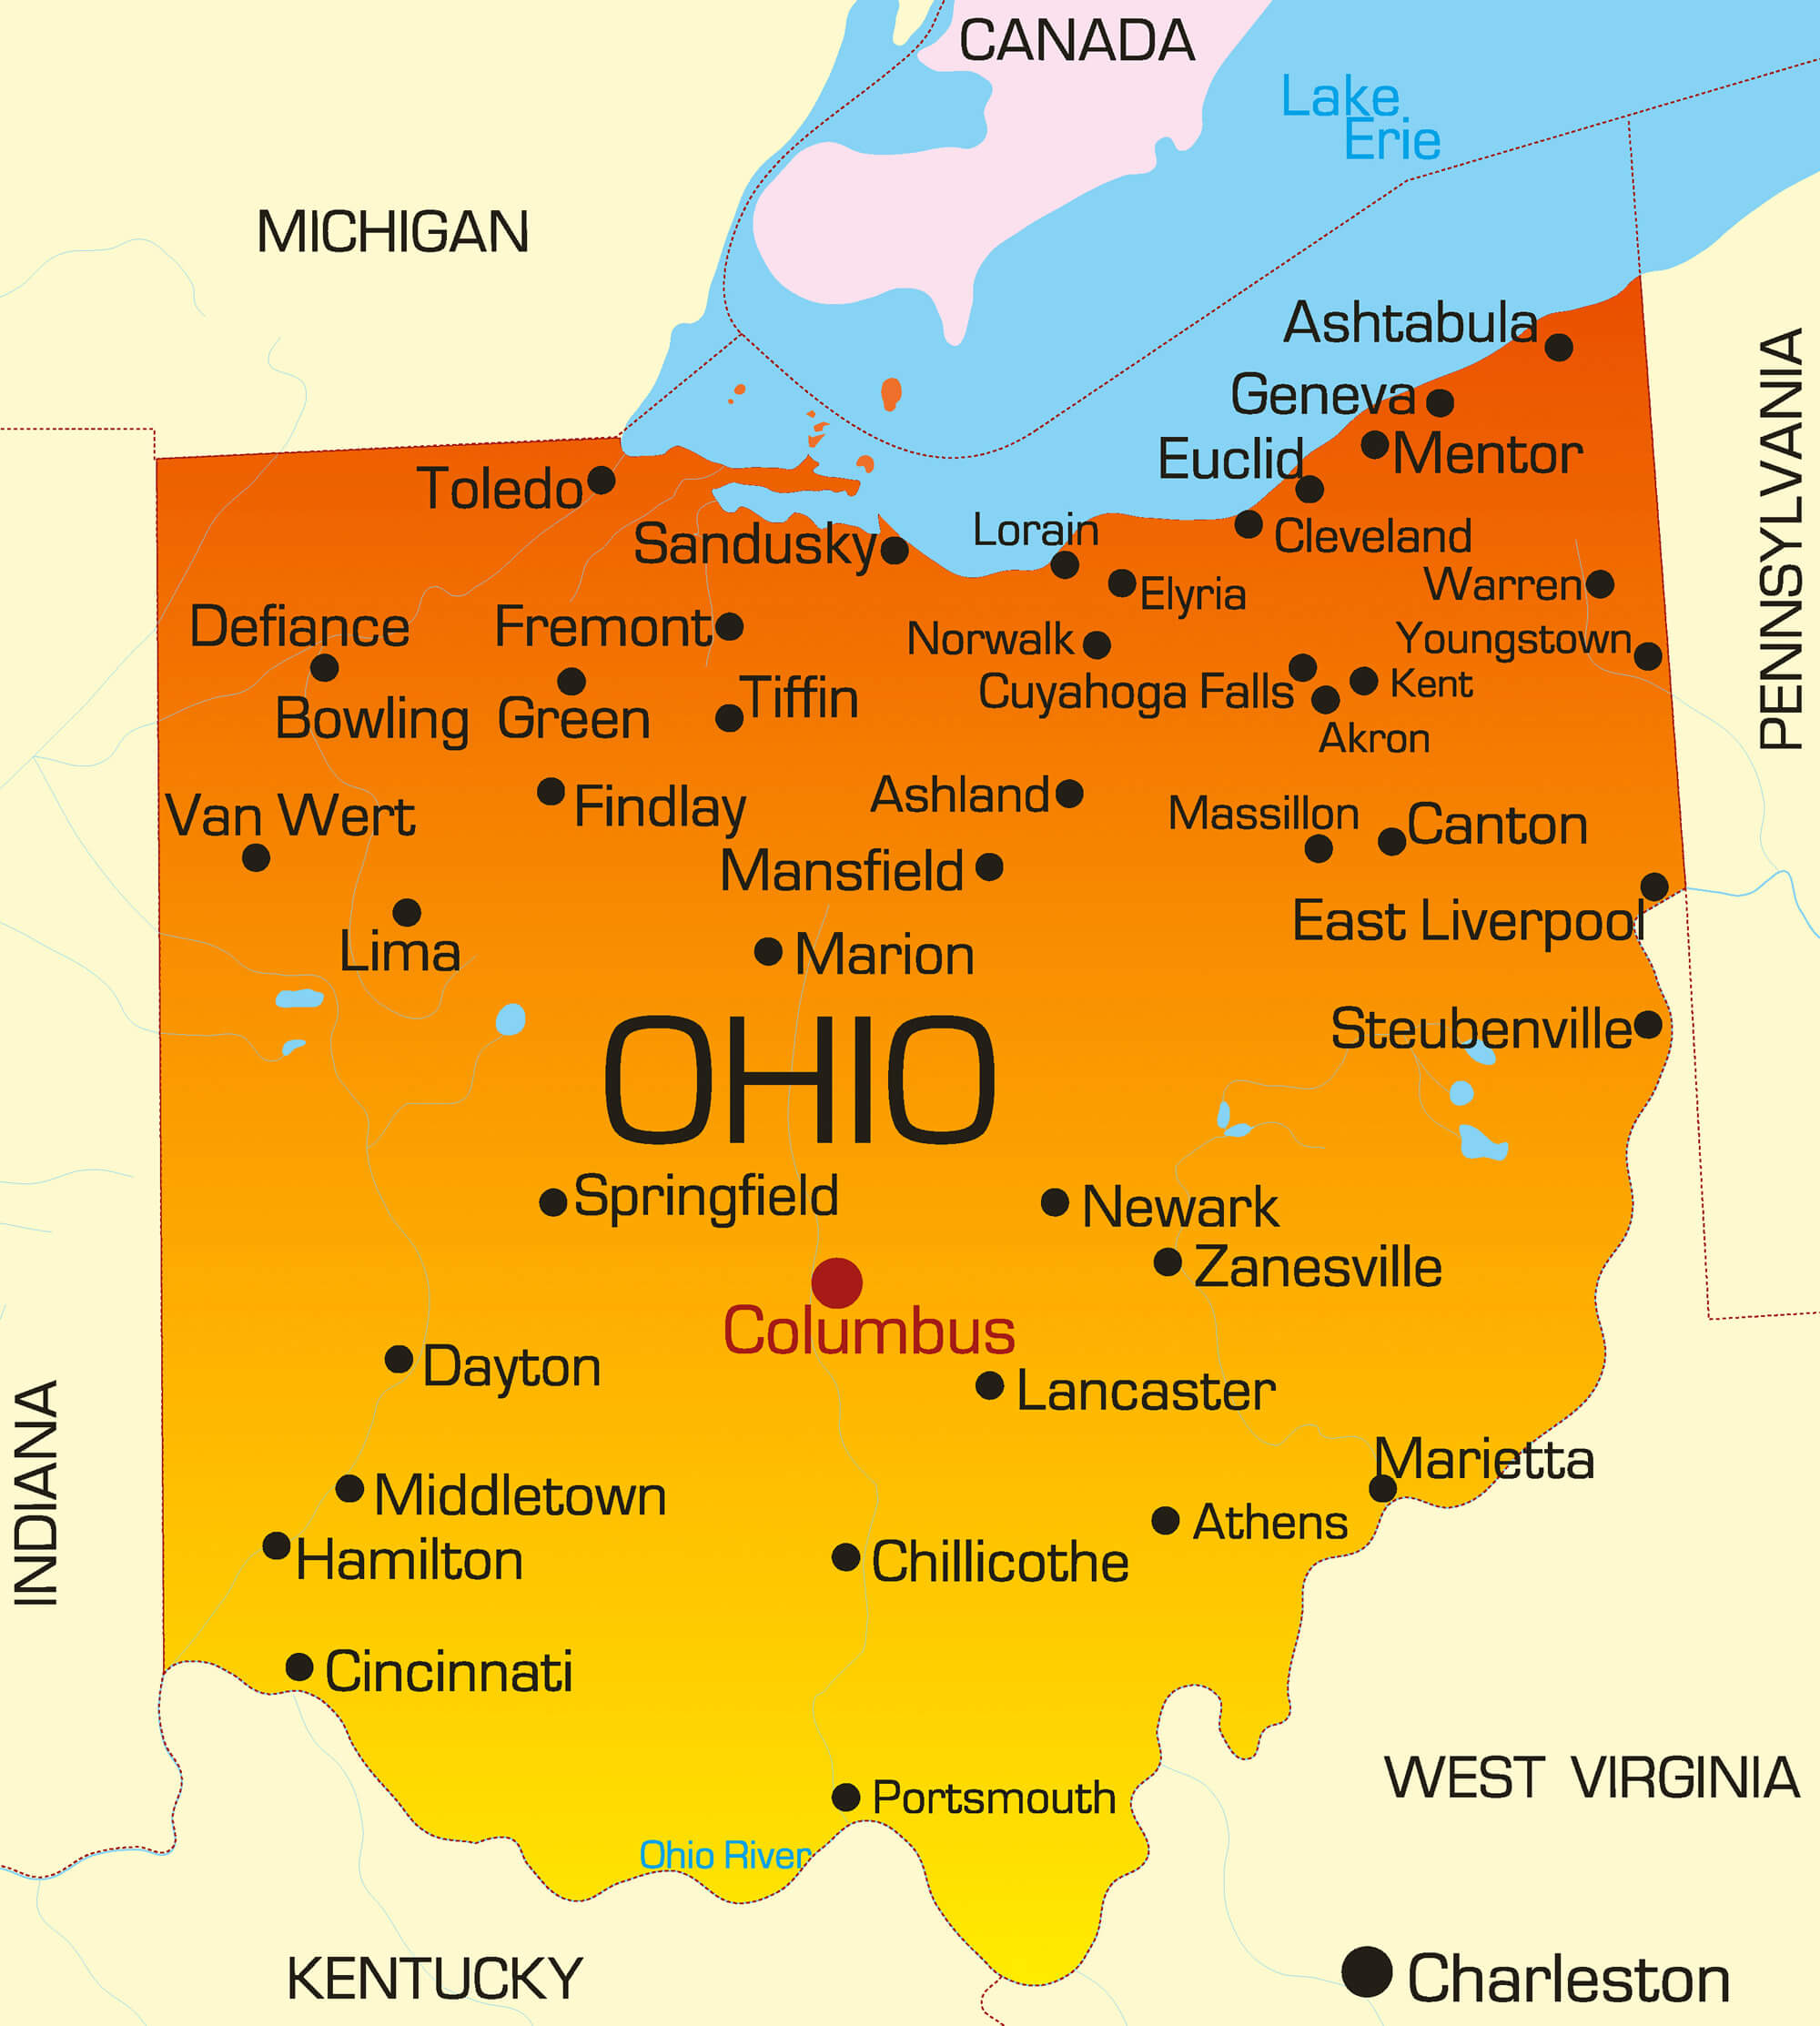 CANADA
Lake
Erie
MICHIGAN
Ashtabula
Geneva
Mentor
Euclid
Toledo
Cleveland
Lorain
Sandusky
Elyria
Warren
PENNSYLVANIA
Defiance
Fremont
Norwalk
Youngstown
Cuyahoga Falls
Kent
Bowling Green
Tiffin
Akron
Van Wert
Findlay
Ashland
Massillon
Canton
Mansfield
East Liverpool
Lima
Marion
Steubenville
OHIO
Springfield
Newark
Zanesville
Columbus
Dayton
Lancaster
INDIANA
Marietta
Middletown
Athens
Hamilton
Chillicothe
Cincinnati
WEST VIRGINIA
Portsmouth
Ohio River
KENTUCKY
Charleston